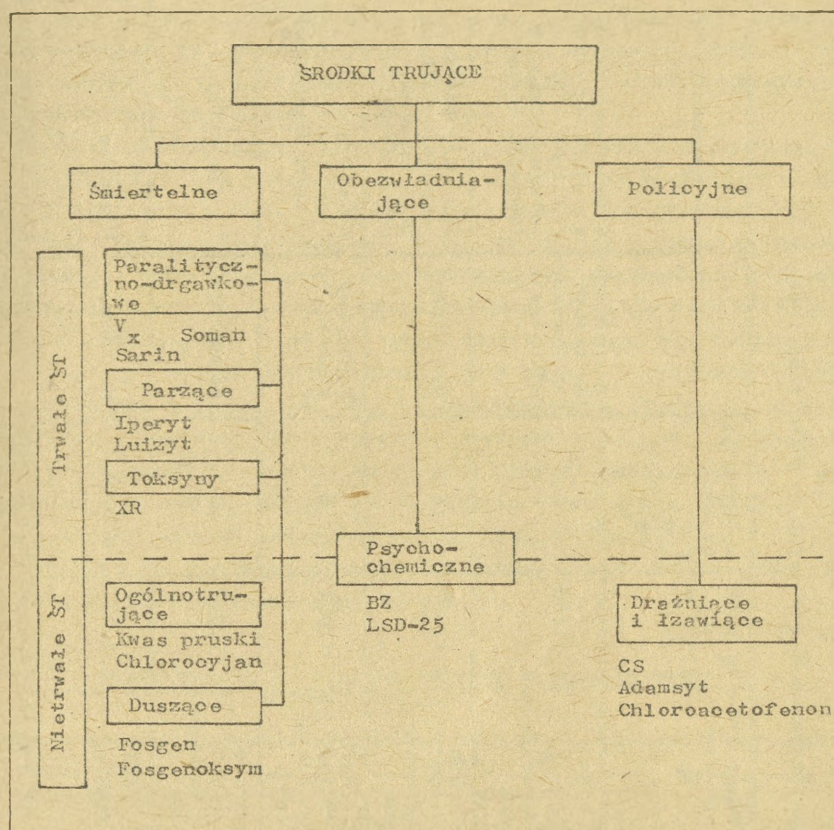 ŚRODKI TRUJĄCE
Śmiertelne
Obezwładnia-
jące
Policyjne
Trwałe ŚT
Paralitycz-
no-drgawko-
we
Vx Soman
Sarin
Parzące
Iperyt
Luizyt
Toksyny
XR
Psycho-
chemiczne
BZ
LSD-25
Nietrwałe ŚT
Ogólnotru-
jące
Kwas pruski
Chlorocyjan
Duszące
Fosgen
Fosgenoksym
Drażniące
i łzawiące
CS
Adamsyt
Chloroacetofenon